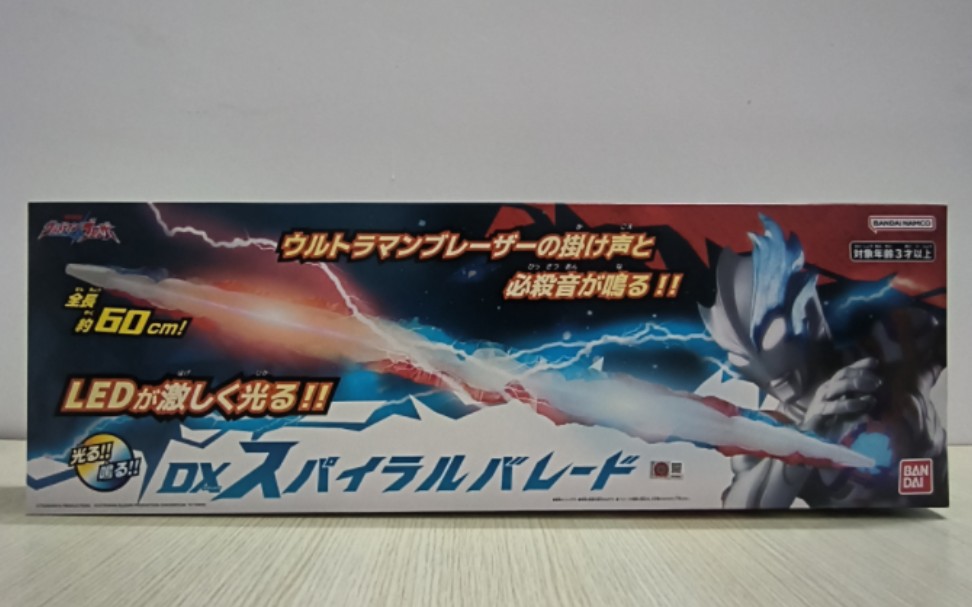 ウルトラマンブレーザーの掛け声と
必殺音が鳴る!!
BANDAI NAMCO
対象年齢3才以上
全長
約60cm!
LEDが激しく光る!!
光る!!
鳴る!!
DXスパイラルバレード
BAN
DAI